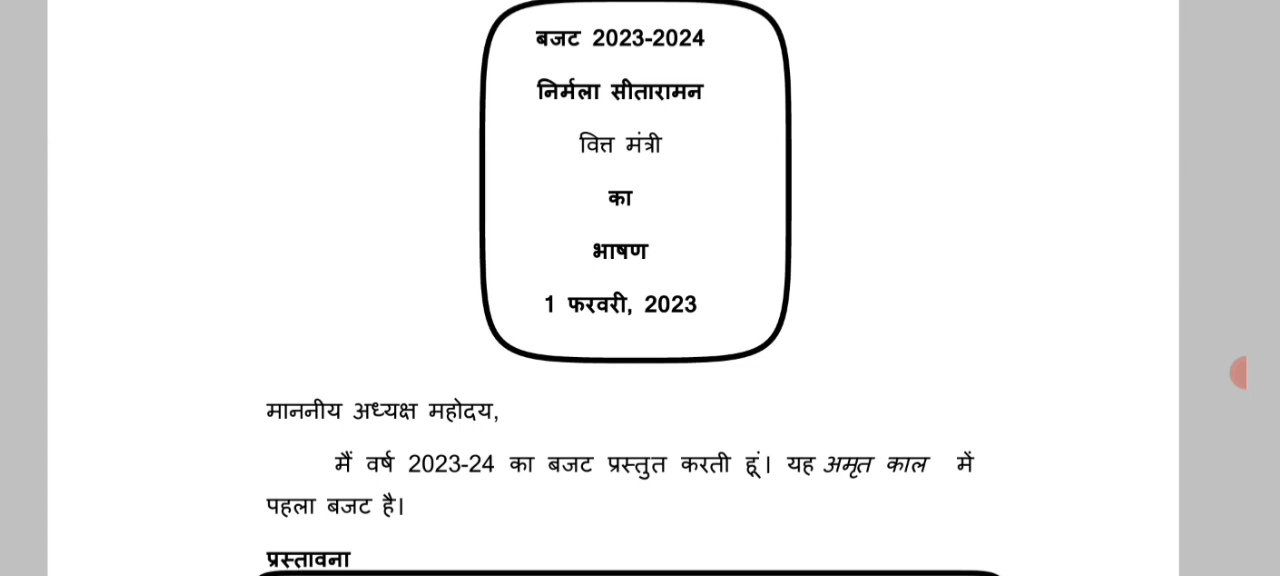 बजट 2023-2024
निर्मला सीतारामन
वित्त मंत्री
का
भाषण
1 फरवरी, 2023
माननीय अध्यक्ष महोदय,
मैं वर्ष 2023-24 का बजट प्रस्तुत करती हूं। यह अमृत काल में
पहला बजट है।
प्रस्तावना